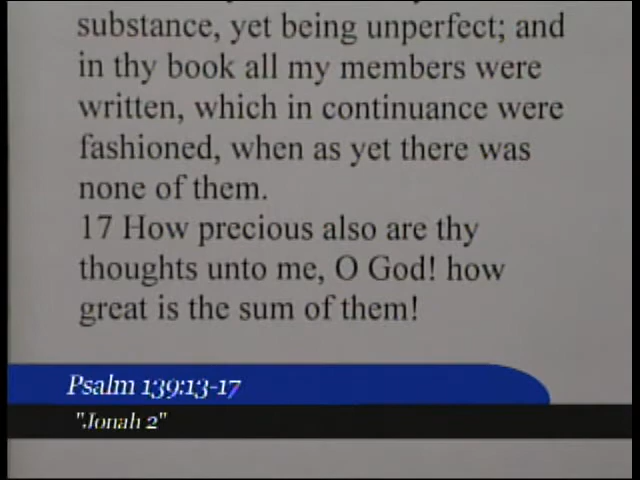 substance, yet being unperfect; and
in thy book all my members were
written, which in continuance were
fashioned, when as yet there was
none of them.
17 How precious also are thy
thoughts unto me, O God! how
great is the sum of them!
Psalm 139:13-17
"Jonah 2"